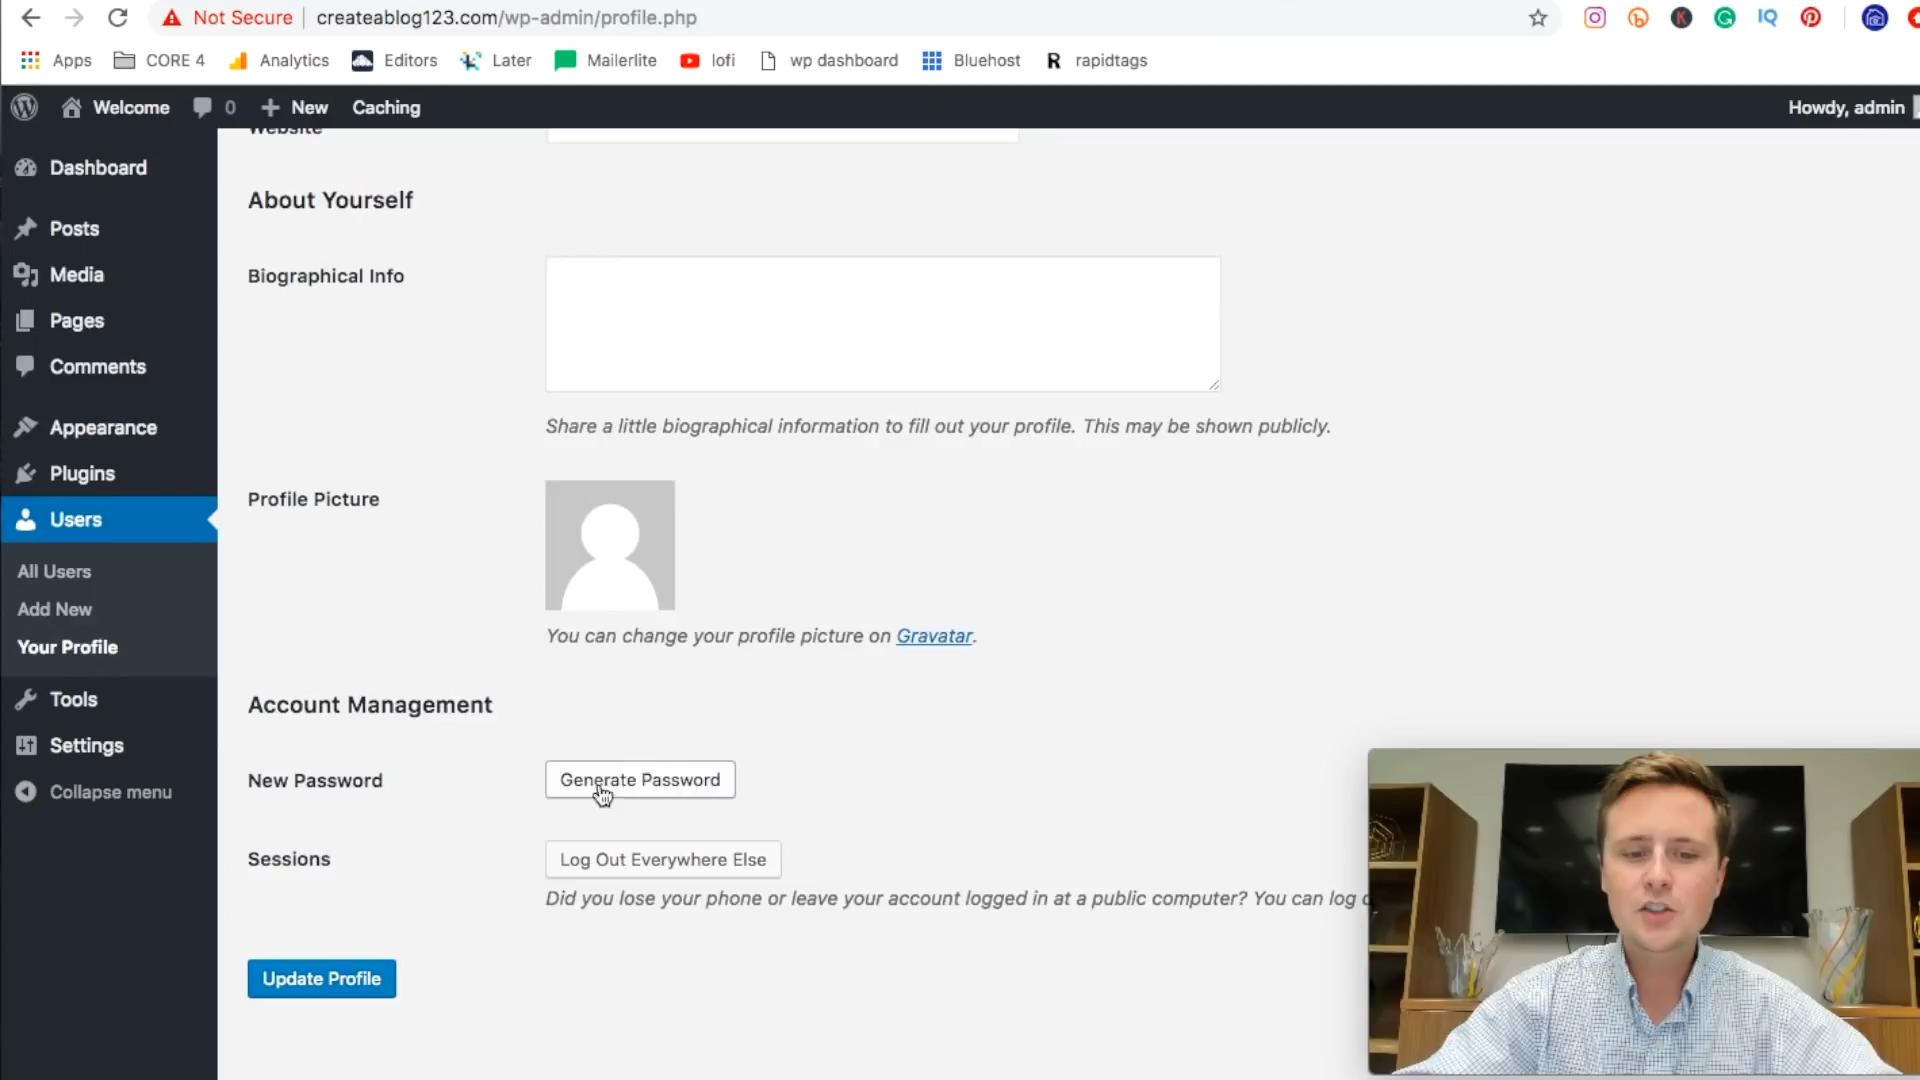 Not Secure createablog123.com/wp-admin/profile.php
Apps CORE 4 Analytics Editors Later Mailerlite lofi wp dashboard Bluehost R rapidtags
Welcome 0 + New Caching Howdy, admin
Website
Dashboard
Posts
Media
Pages
Comments
Appearance
Plugins
Users
All Users
Add New
Your Profile
Tools
Settings
Collapse menu
About Yourself
Biographical Info
Share a little biographical information to fill out your profile. This may be shown publicly.
Profile Picture
You can change your profile picture on Gravatar.
Account Management
New Password Generate Password
Sessions Log Out Everywhere Else
Did you lose your phone or leave your account logged in at a public computer? You can log
Update Profile